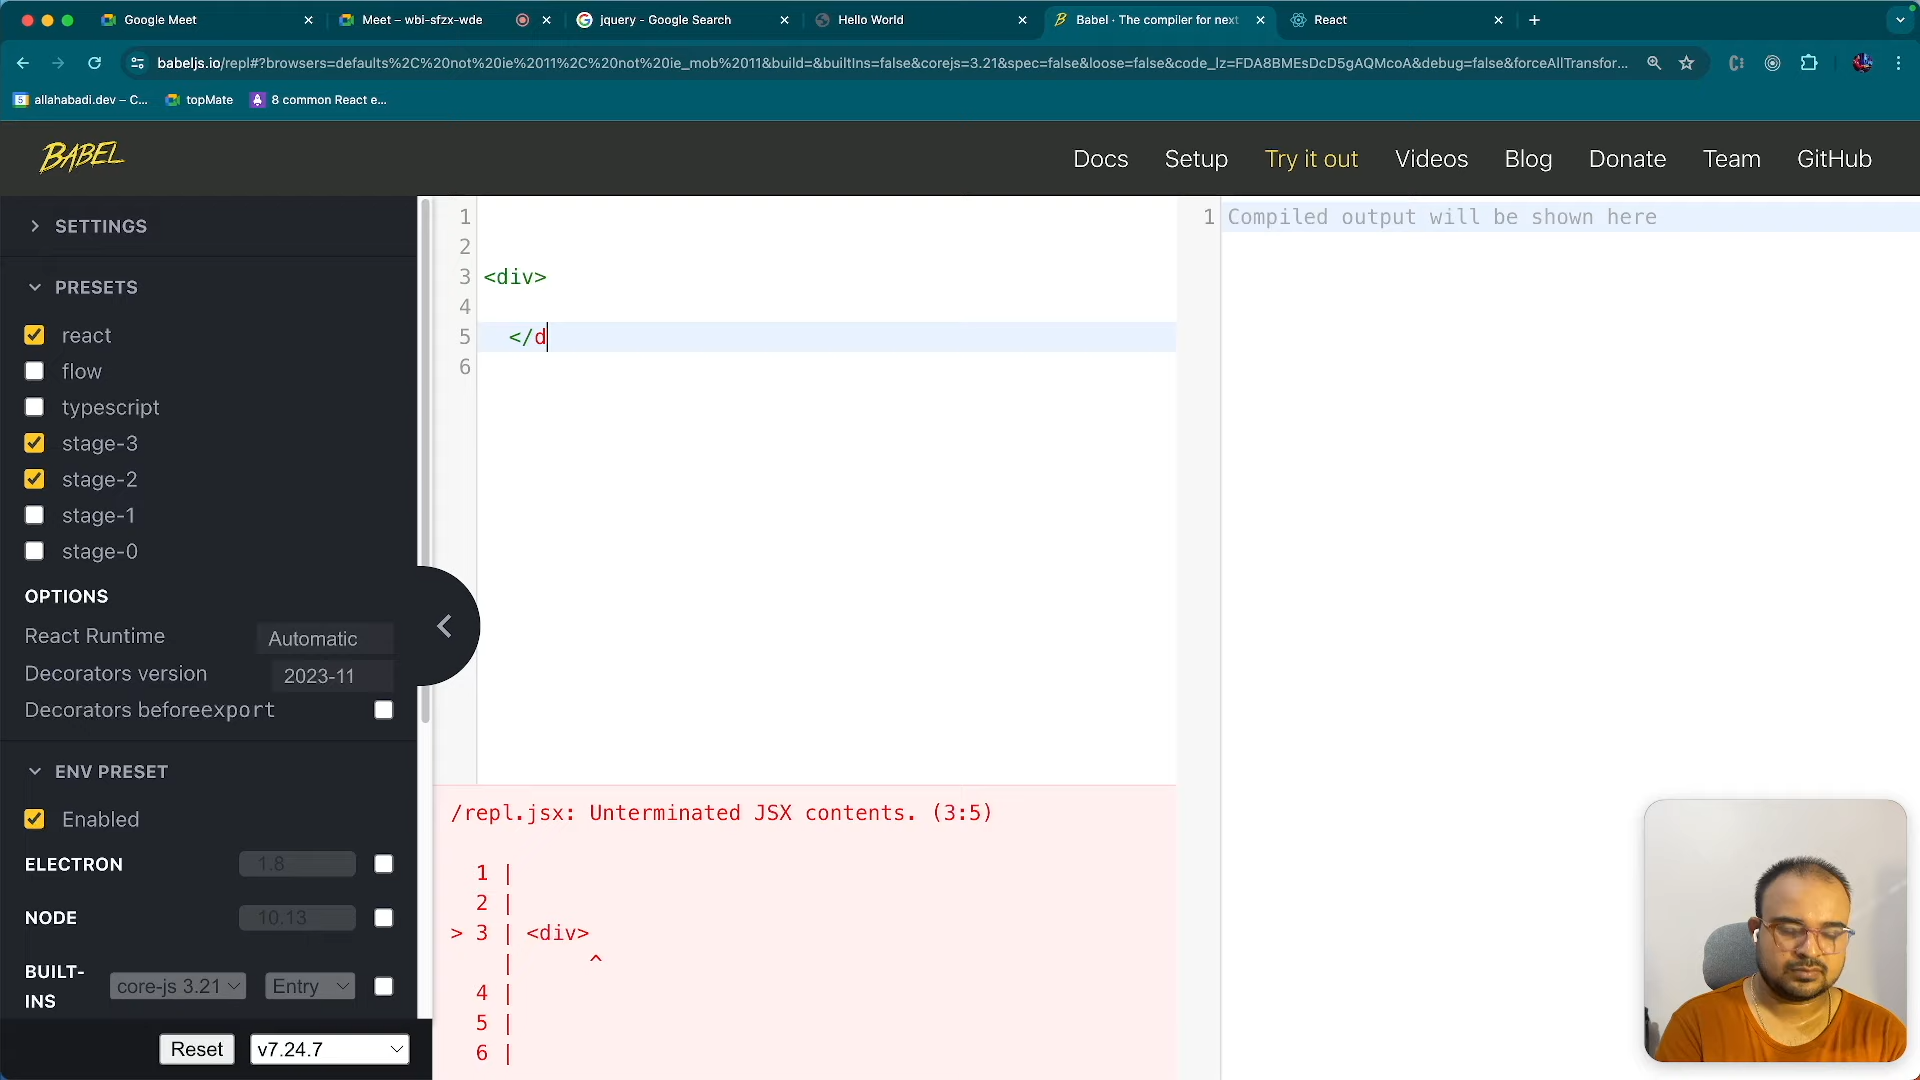 Google Meet
Meet – wbi-sfzx-wde
jquery - Google Search
Hello World
Babel · The compiler for next
React
babeljs.io/repl#?browsers=defaults%2C%20not%20ie%2011%2C%20not%20ie_mob%2011&build=&builtIns=false&corejs=3.21&spec=false&loose=false&code_lz=FDA8BMEsDcD5gAQMcoA&debug=false&forceAllTransfor...
allahabadi.dev – C...
topMate
8 common React e...
BABEL
Docs
Setup
Try it out
Videos
Blog
Donate
Team
GitHub
SETTINGS
PRESETS
react
flow
typescript
stage-3
stage-2
stage-1
stage-0
OPTIONS
React Runtime Automatic
Decorators version 2023-11
Decorators beforeexport
ENV PRESET
Enabled
ELECTRON 1.8
NODE 10.13
BUILT-INS core-js 3.21 Entry
Reset v7.24.7
1
2
3 <div>
4
5 </d
6
/repl.jsx: Unterminated JSX contents. (3:5)
1 |
2 |
> 3 | <div>
| ^
4 |
5 |
6 |
1 Compiled output will be shown here